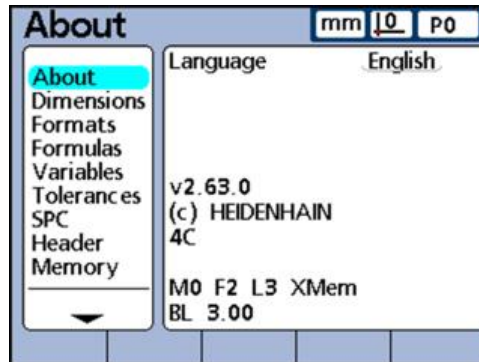 About
mm 0 P0
About
Dimensions
Formats
Formulas
Variables
Tolerances
SPC
Header
Memory
Language English
v2.63.0
(c) HEIDENHAIN
4C
M0 F2 L3 XMem
BL 3.00